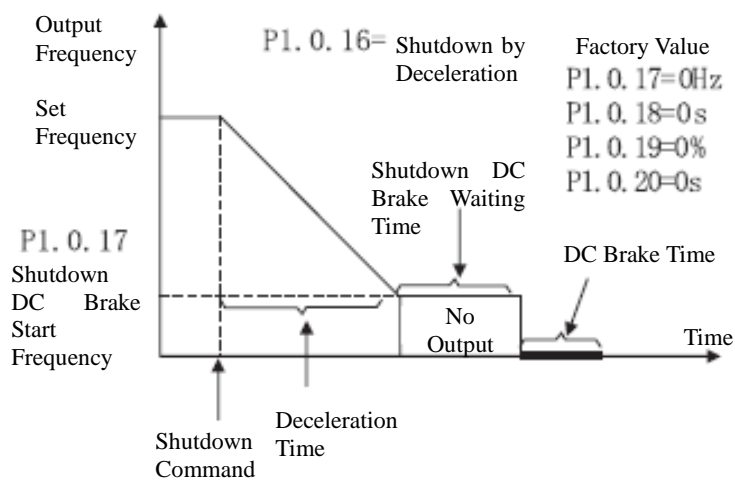 Output
Frequency
P1. 0. 16= Shutdown by
Deceleration
Factory Value
P1. 0. 17=0Hz
P1. 0. 18=0s
P1. 0. 19=0%
P1. 0. 20=0s
Set
Frequency
Shutdown DC
Brake Waiting
Time
P1. 0. 17
Shutdown
DC Brake
Start
Frequency
DC Brake Time
No
Output
Time
Deceleration
Time
Shutdown
Command